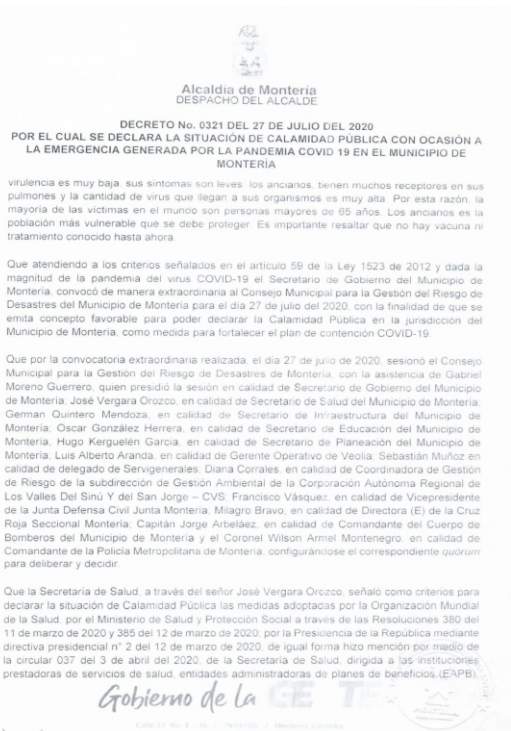 Alcaldía de Montería
DESPACHO DEL ALCALDE
DECRETO No. 0321 DEL 27 DE JULIO DEL 2020
POR EL CUAL SE DECLARA LA SITUACIÓN DE CALAMIDAD PÚBLICA CON OCASIÓN A
LA EMERGENCIA GENERADA POR LA PANDEMIA COVID 19 EN EL MUNICIPIO DE
MONTERÍA
virulencia es muy baja, sus síntomas son leves. los ancianos, tienen muchos receptores en sus
pulmones y la cantidad de virus que llegan a sus organismos es muy alta. Por esta razón, la
mayoría de las víctimas en el mundo son personas mayores de 65 años. Los ancianos es la
población más vulnerable que se debe proteger. Es importante resaltar que no hay vacuna ni
tratamiento conocido hasta ahora.
Que atendiendo a los criterios señalados en el artículo 59 de la Ley 1523 de 2012 y dada la
magnitud de la pandemia del virus COVID-19 el Secretario de Gobierno del Municipio de
Montería, convocó de manera extraordinaria al Consejo Municipal para la Gestión del Riesgo de
Desastres del Municipio de Montería para el día 27 de julio del 2020, con la finalidad de que se
emita concepto favorable para poder declarar la Calamidad Pública en la jurisdicción del
Municipio de Montería, como medida para fortalecer el plan de contención COVID-19.
Que por la convocatoria extraordinaria realizada, el día 27 de julio de 2020, sesionó el Consejo
Municipal para la Gestión del Riesgo de Desastres de Montería, con la asistencia de Gabriel
Moreno Guerrero, quien presidió la sesión en calidad de Secretario de Gobierno del Municipio
de Montería; José Vergara Orozco, en calidad de Secretario de Salud del Municipio de Montería;
German Quintero Mendoza, en calidad de Secretario de Infraestructura del Municipio de
Montería; Oscar González Herrera, en calidad de Secretario de Educación del Municipio de
Montería; Hugo Kerguelén García, en calidad de Secretario de Planeación del Municipio de
Montería; Luis Alberto Aranda, en calidad de Gerente Operativo de Veolia; Sebastián Muñoz en
calidad de delegado de Servigenerales; Diana Corrales, en calidad de Coordinadora de Gestión
de Riesgo de la subdirección de Gestión Ambiental de la Corporación Autónoma Regional de
Los Valles Del Sinú Y del San Jorge – CVS; Francisco Vásquez, en calidad de Vicepresidente
de la Junta Defensa Civil Junta Montería; Milagro Bravo, en calidad de Directora (E) de la Cruz
Roja Seccional Montería; Capitán Jorge Arbeláez, en calidad de Comandante del Cuerpo de
Bomberos del Municipio de Montería y el Coronel Wilson Armel Montenegro, en calidad de
Comandante de la Policía Metropolitana de Montería, configurándose el correspondiente quorum
para deliberar y decidir.
Que la Secretaría de Salud, a través del señor José Vergara Orozco, señaló como criterios para
declarar la situación de Calamidad Pública las medidas adoptadas por la Organización Mundial
de la Salud, por el Ministerio de Salud y Protección Social a través de las Resoluciones 380 del
11 de marzo de 2020 y 385 del 12 de marzo de 2020; por la Presidencia de la República mediante
directiva presidencial n° 2 del 12 de marzo de 2020, de igual forma hizo mención por medio de
la circular 037 del 3 de abril del 2020, de la Secretaría de Salud, dirigida a las instituciones
prestadoras de servicios de salud, entidades administradoras de planes de beneficios (EAPB),
Gobierno de la GE TE